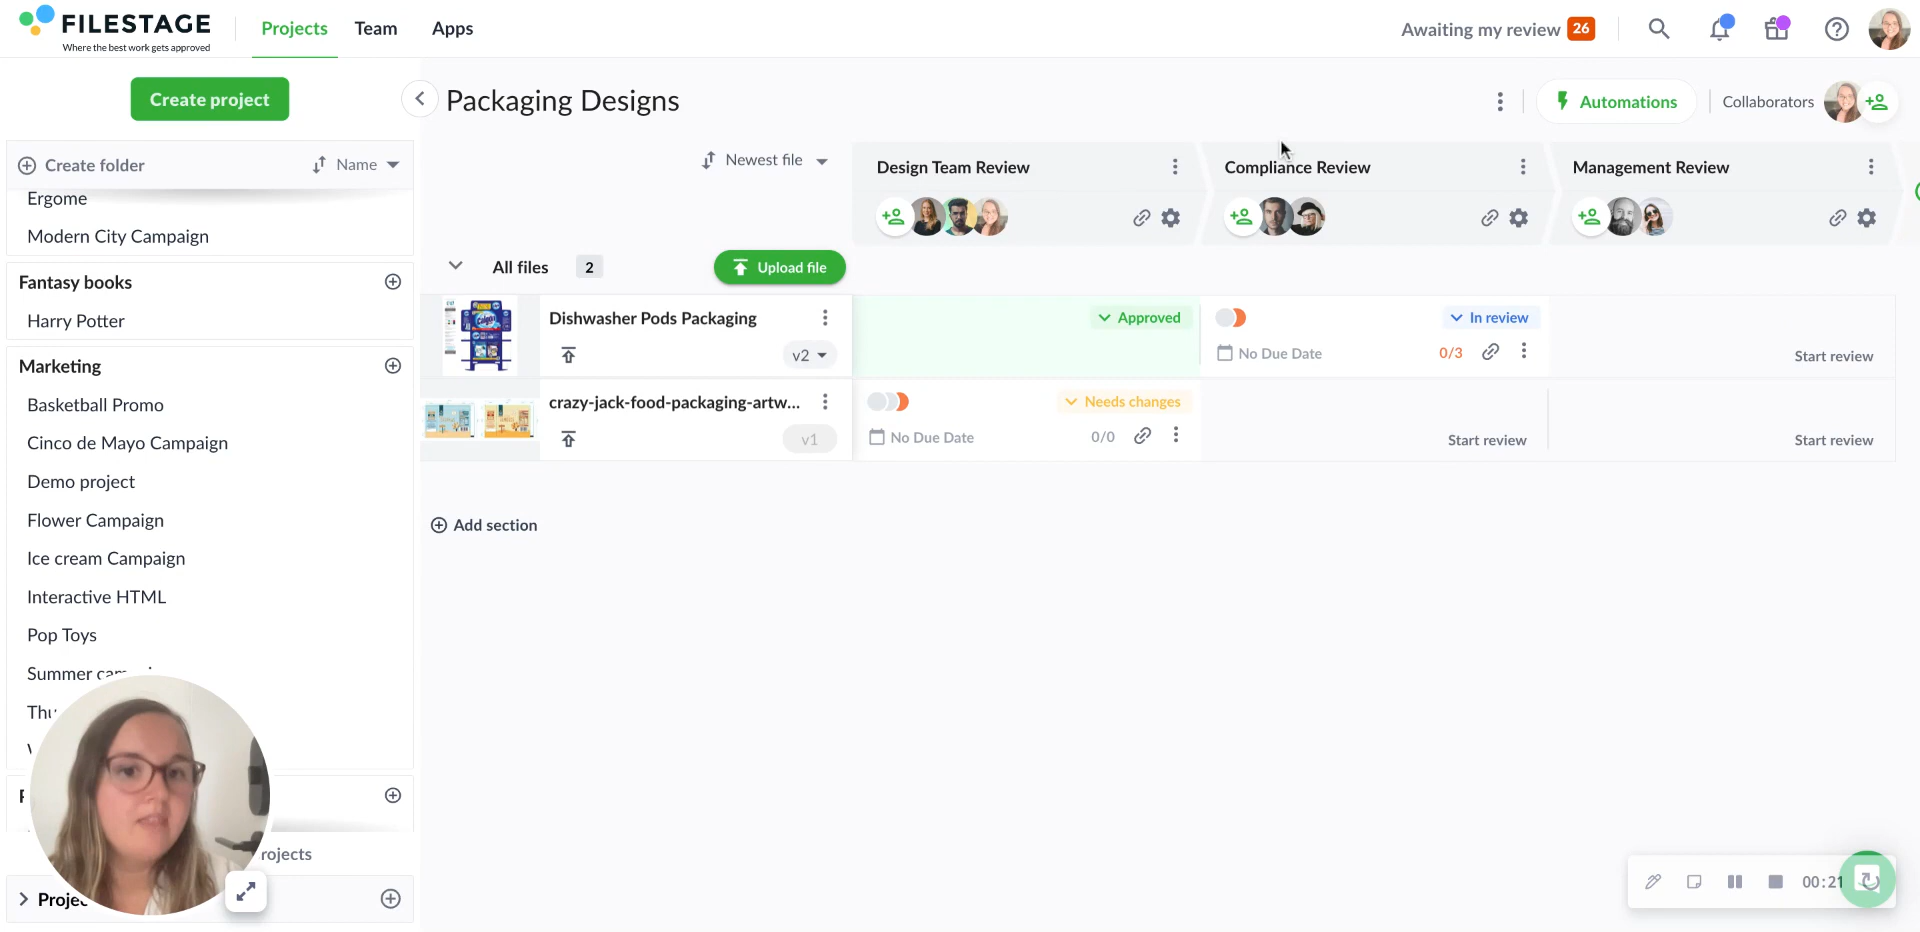 FILESTAGE
Where the best work gets approved
Projects
Team
Apps
Awaiting my review 26
Create project
Packaging Designs
Automations
Collaborators
Create folder
Name
Ergome
Modern City Campaign
Fantasy books
Harry Potter
Marketing
Basketball Promo
Cinco de Mayo Campaign
Demo project
Flower Campaign
Ice cream Campaign
Interactive HTML
Pop Toys
Summer
rojects
Projec
Newest file
Design Team Review
Compliance Review
Management Review
All files 2
Upload file
Dishwasher Pods Packaging
v2
Approved
In review
No Due Date
0/3
Start review
crazy-jack-food-packaging-artw...
v1
Needs changes
No Due Date
0/0
Start review
Start review
Add section
00:21